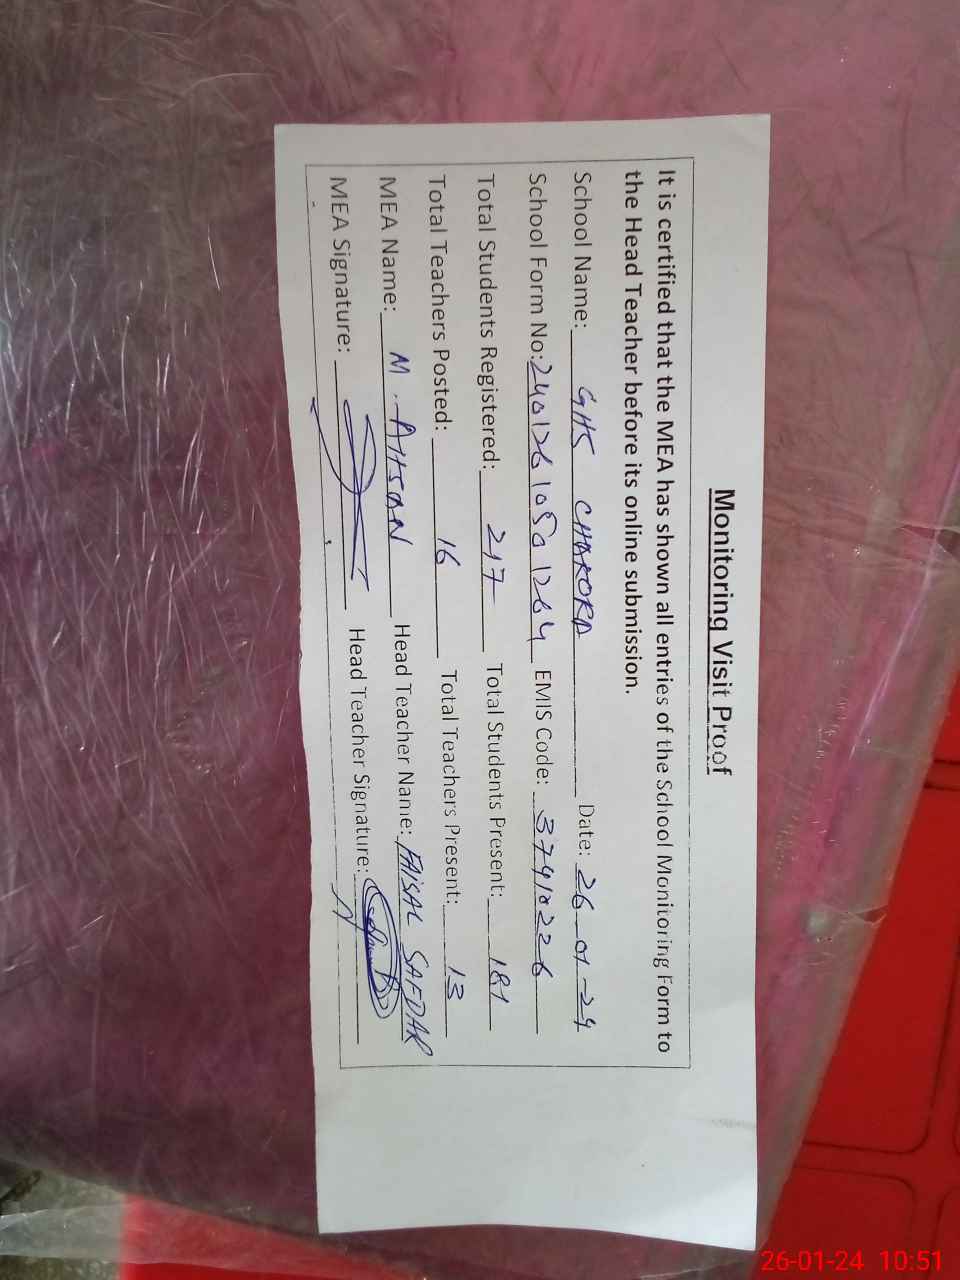 Monitoring Visit Proof
It is certified that the MEA has shown all entries of the School Monitoring Form to
the Head Teacher before its online submission.
School Name: GHS CHAKORA Date: 26-01-24
School Form No: 24012610501264 EMIS Code: 37410226
Total Students Registered: 217 Total Students Present: 181
Total Teachers Posted: 16 Total Teachers Present: 13
MEA Name: M. AHSAN Head Teacher Name: FAISAL SAFDAR
MEA Signature: Head Teacher Signature:
26-01-24 10:51